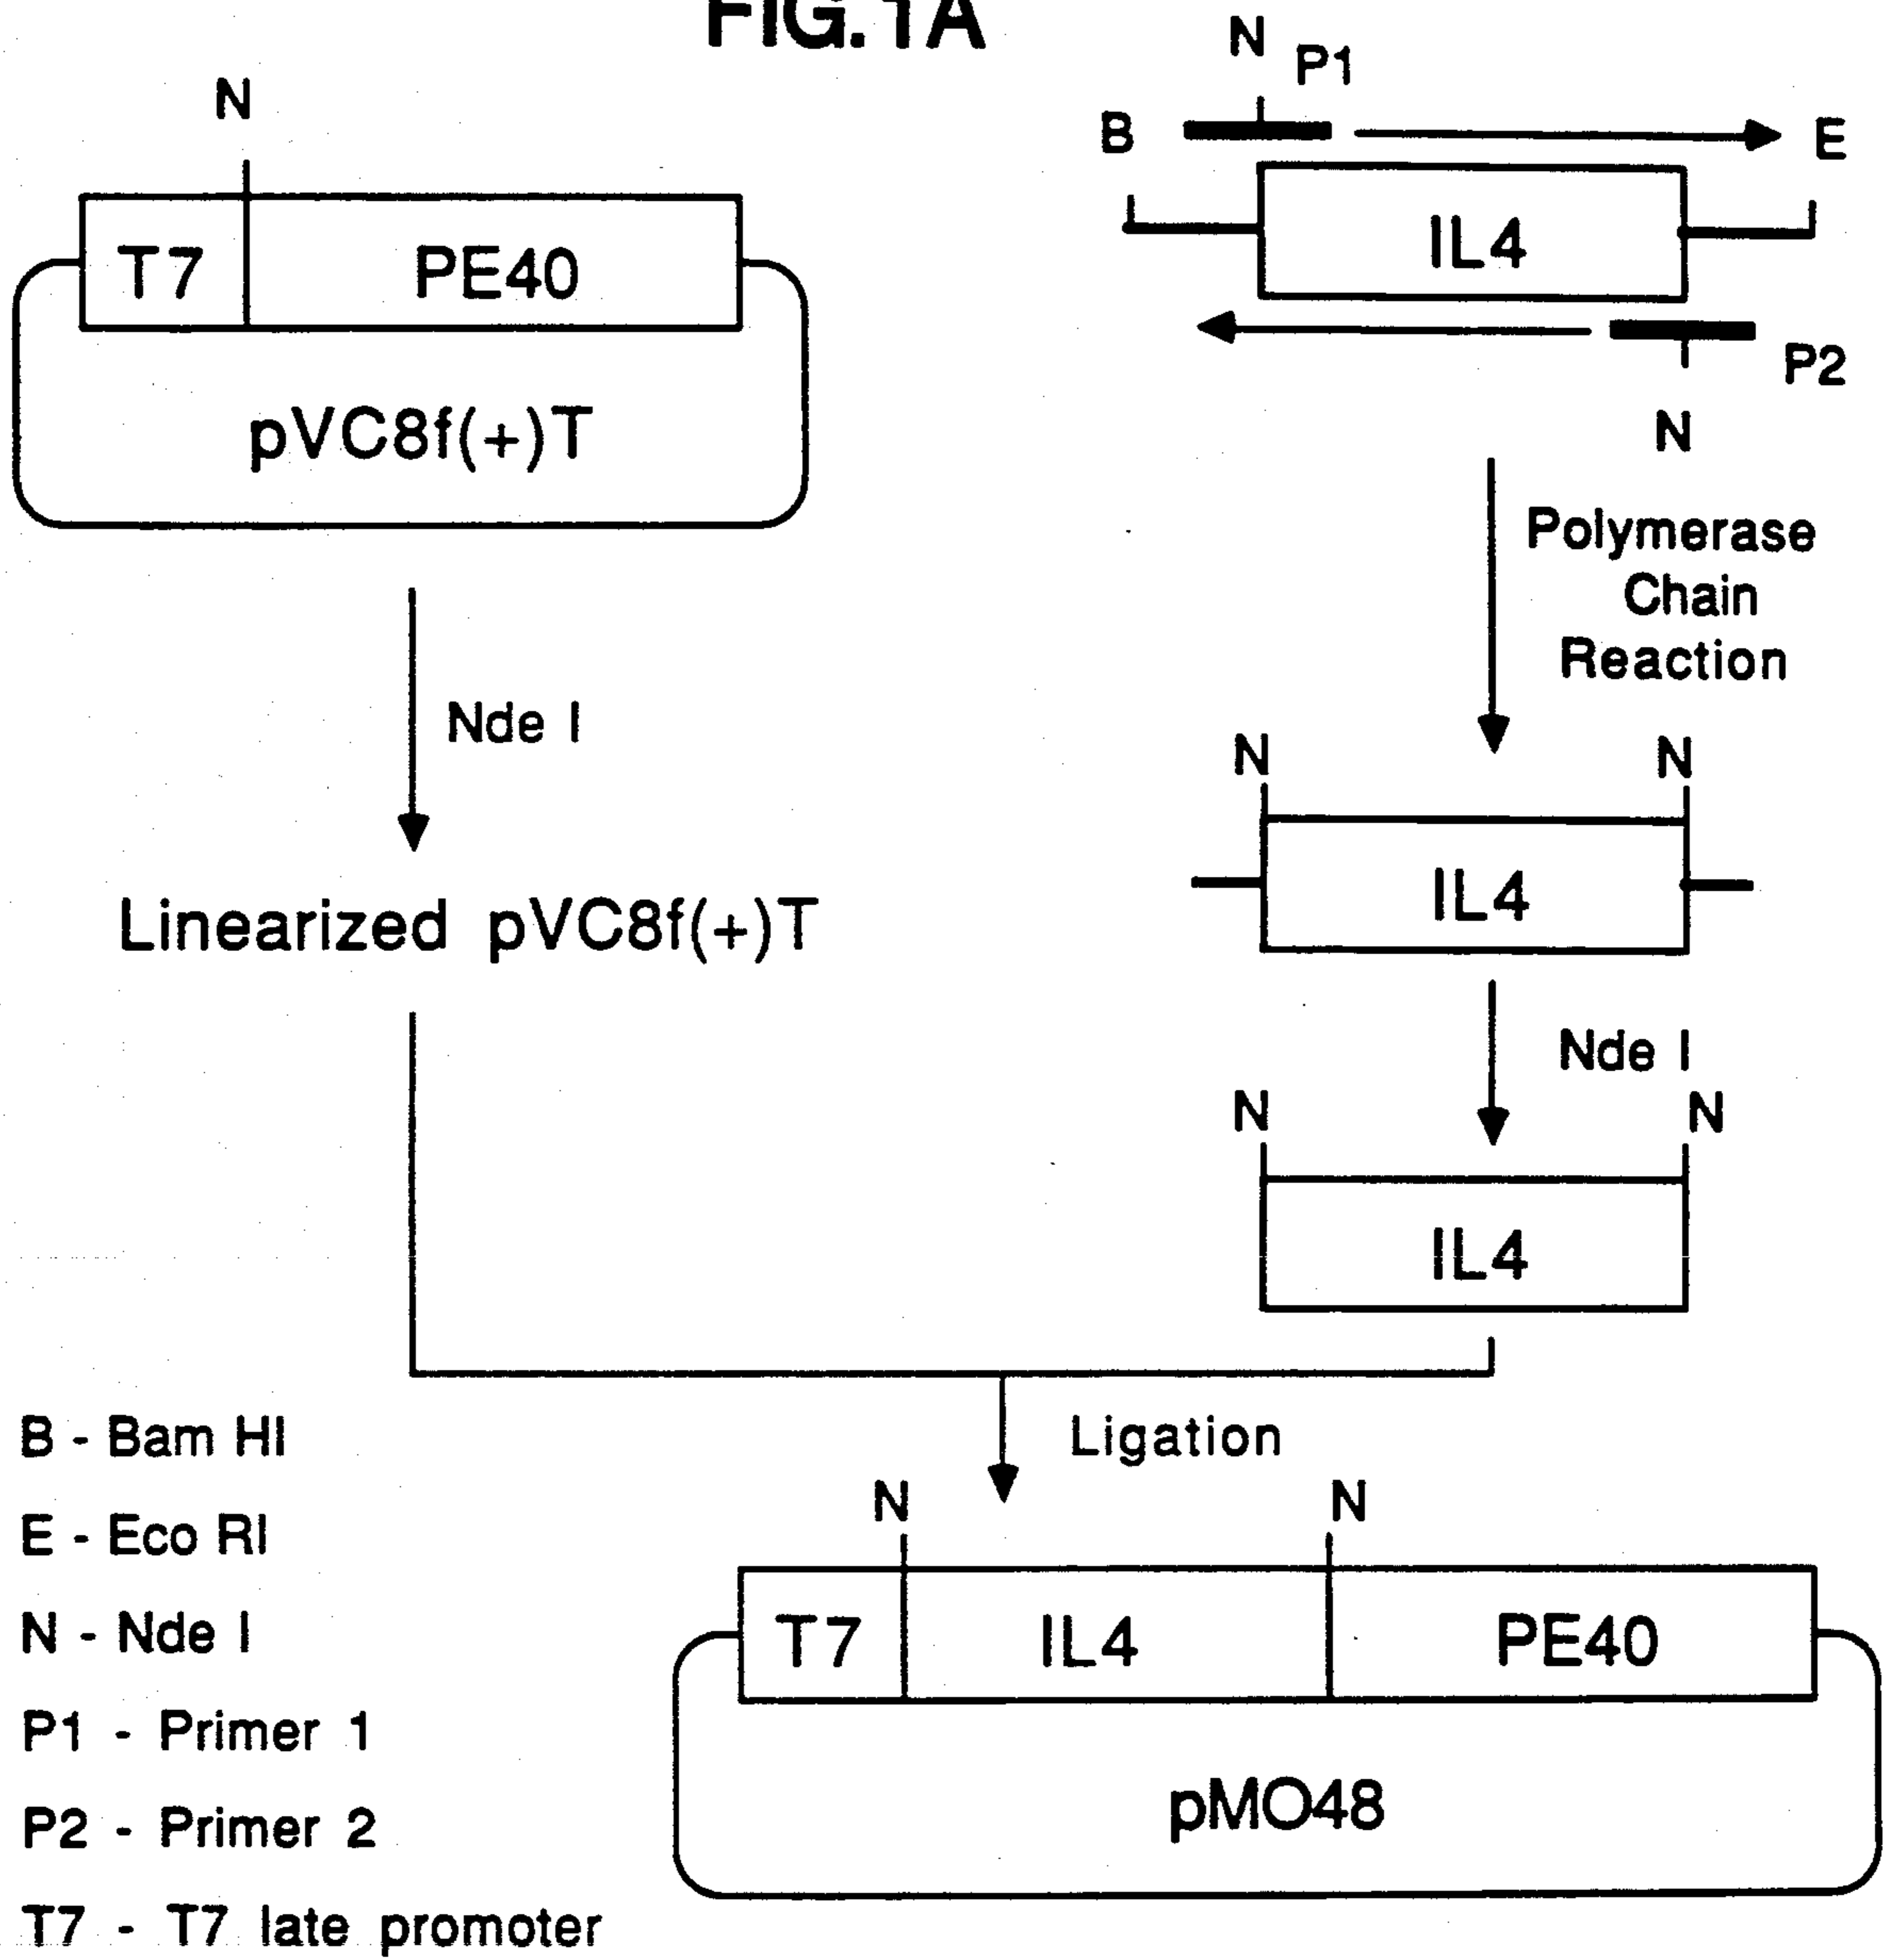 FIG.1A
N
T7
PE40
pVC8f(+)T
N
P1
B
E
IL4
P2
N
Polymerase
Chain
Reaction
Nde I
Linearized pVC8f(+)T
N
N
IL4
Nde I
N
N
IL4
Ligation
N
N
T7
IL4
PE40
pMO48
B - Bam HI
E - Eco RI
N - Nde I
P1 - Primer 1
P2 - Primer 2
T7 - T7 late promoter